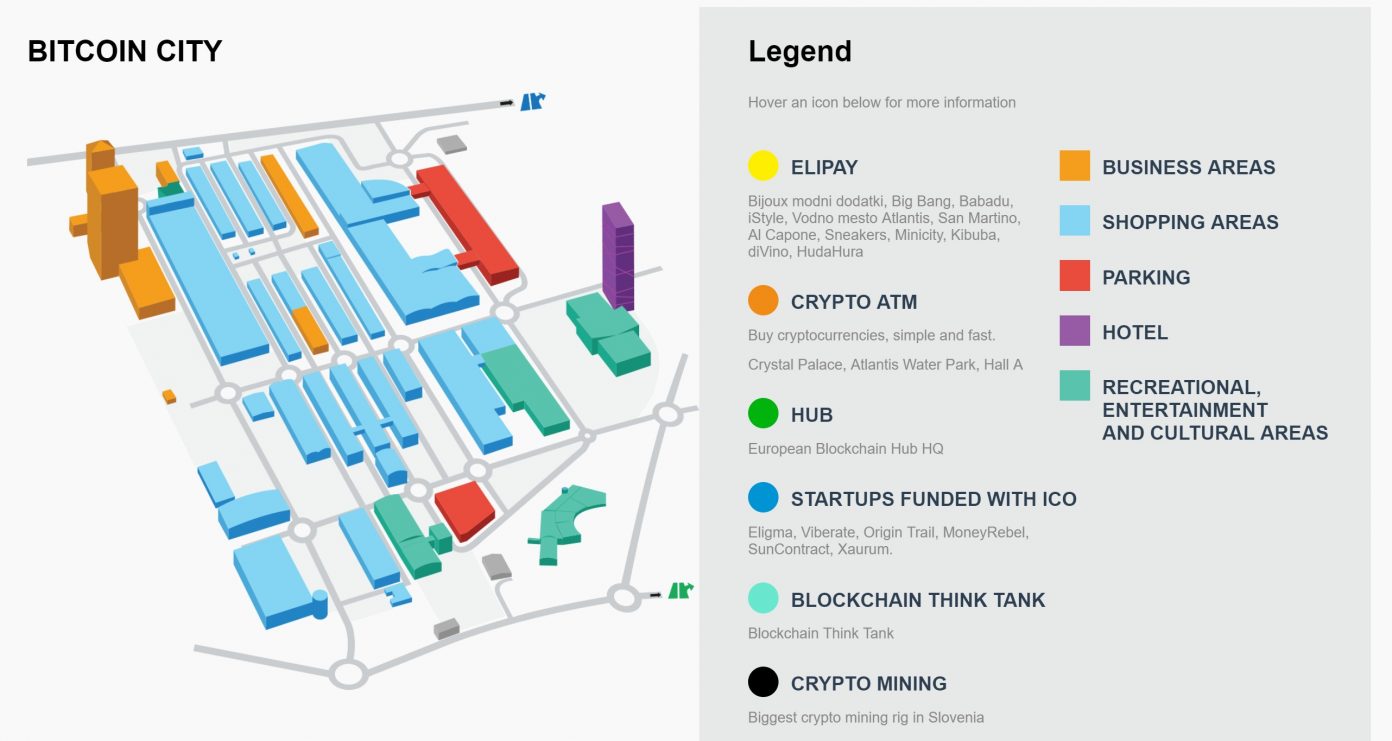 BITCOIN CITY
Legend
Hover an icon below for more information
ELIPAY
Bijoux modni dodatki, Big Bang, Babadu,
iStyle, Vodno mesto Atlantis, San Martino,
Al Capone, Sneakers, Minicity, Kibuba,
diVino, HudaHura
CRYPTO ATM
Buy cryptocurrencies, simple and fast.
Crystal Palace, Atlantis Water Park, Hall A
HUB
European Blockchain Hub HQ
STARTUPS FUNDED WITH ICO
Eligma, Viberate, Origin Trail, MoneyRebel,
SunContract, Xaurum.
BLOCKCHAIN THINK TANK
Blockchain Think Tank
CRYPTO MINING
Biggest crypto mining rig in Slovenia
BUSINESS AREAS
SHOPPING AREAS
PARKING
HOTEL
RECREATIONAL,
ENTERTAINMENT
AND CULTURAL AREAS